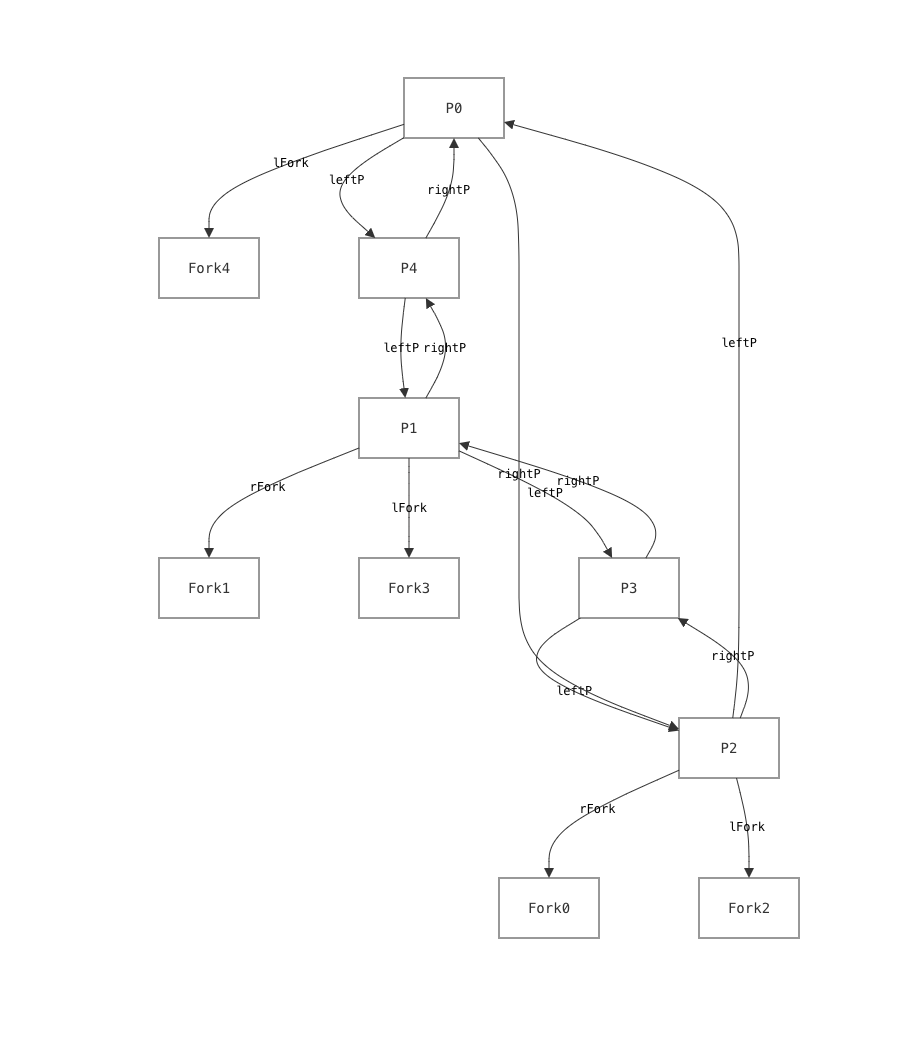 P0
lFork
leftP
rightP
Fork4
P4
leftP
leftP
rightP
P1
rightP
rightP
rFork
leftP
lFork
Fork1
Fork3
P3
rightP
leftP
P2
rFork
lFork
Fork0
Fork2